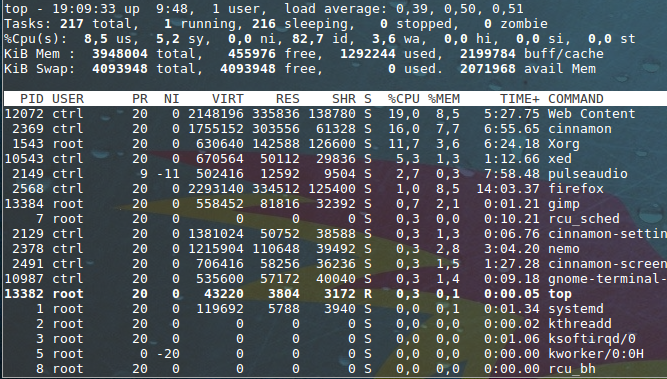 top - 19:09:33 up  9:48,  1 user,  load average: 0,39, 0,50, 0,51
Tasks: 217 total,   1 running, 216 sleeping,   0 stopped,   0 zombie
%Cpu(s):  8,5 us,  5,2 sy,  0,0 ni, 82,7 id,  3,6 wa,  0,0 hi,  0,0 si,  0,0 st
KiB Mem :  3948004 total,   455976 free,  1292244 used,  2199784 buff/cache
KiB Swap:  4093948 total,  4093948 free,        0 used.  2071968 avail Mem
PID USER      PR  NI    VIRT    RES    SHR S  %CPU %MEM     TIME+ COMMAND
12072 ctrl      20   0 2148196 335836 138780 S  19,0  8,5   5:27.75 Web Content
2369 ctrl      20   0 1755152 303556  61328 S  16,0  7,7   6:55.65 cinnamon
1543 root      20   0  630640 142588 126600 S  11,7  3,6   6:24.18 Xorg
10543 ctrl      20   0  670564  50112  29836 S   5,3  1,3   1:12.66 xed
2149 ctrl       9 -11  502416  12592   9504 S   2,7  0,3   7:58.48 pulseaudio
2568 ctrl      20   0 2293140 334512 125400 S   1,0  8,5  14:03.37 firefox
13384 root      20   0  558452  81816  32392 S   0,7  2,1   0:01.21 gimp
7 root      20   0       0      0      0 S   0,3  0,0   0:10.21 rcu_sched
2129 ctrl      20   0 1381024  50752  38588 S   0,3  1,3   0:06.76 cinnamon-settin
2378 ctrl      20   0 1215904 110648  39492 S   0,3  2,8   3:04.20 nemo
2491 ctrl      20   0  706416  58256  36236 S   0,3  1,5   1:27.28 cinnamon-screen
10987 ctrl      20   0  535600  57172  40040 S   0,3  1,4   0:09.18 gnome-terminal-
13382 root      20   0   43220   3804   3172 R   0,3  0,1   0:00.05 top
1 root      20   0  119692   5788   3940 S   0,0  0,1   0:01.34 systemd
2 root      20   0       0      0      0 S   0,0  0,0   0:00.02 kthreadd
3 root      20   0       0      0      0 S   0,0  0,0   0:01.06 ksoftirqd/0
5 root       0 -20       0      0      0 S   0,0  0,0   0:00.00 kworker/0:0H
8 root      20   0       0      0      0 S   0,0  0,0   0:00.00 rcu_bh